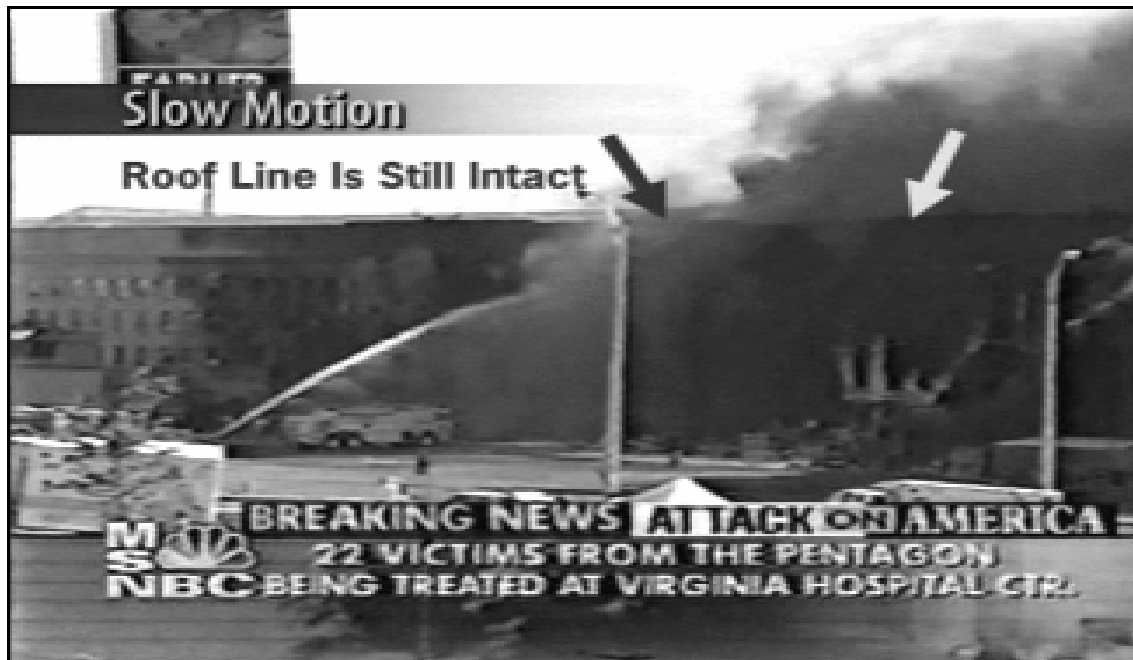 EARLIER
Slow Motion
Roof Line Is Still Intact
BREAKING NEWS ATTACK ON AMERICA
MSNBC
22 VICTIMS FROM THE PENTAGON
BEING TREATED AT VIRGINIA HOSPITAL CTR.